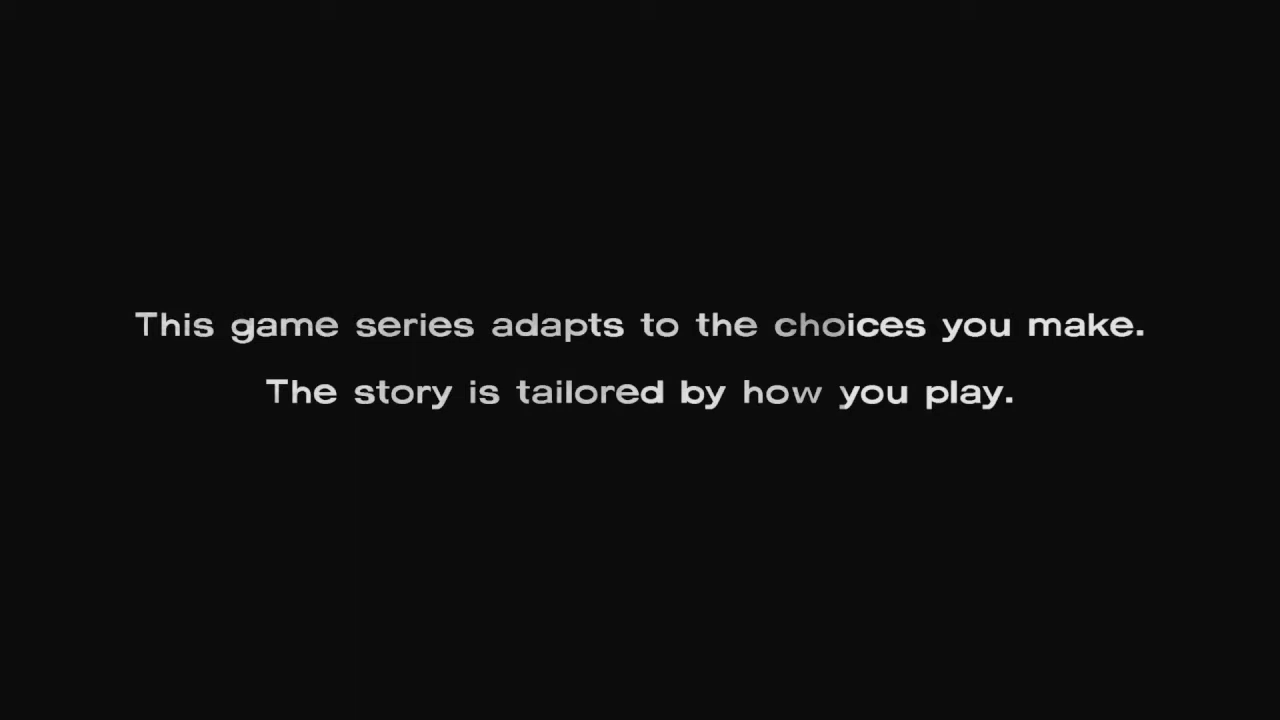 This game series adapts to the choices you make.
The story is tailored by how you play.